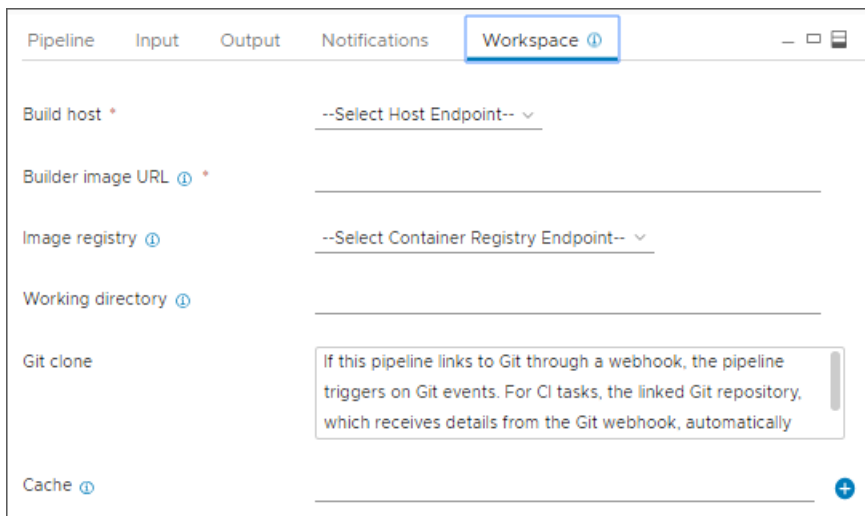 Pipeline Input Output Notifications Workspace
Build host *
--Select Host Endpoint--
Builder image URL *
Image registry
--Select Container Registry Endpoint--
Working directory
Git clone
If this pipeline links to Git through a webhook, the pipeline
triggers on Git events. For CI tasks, the linked Git repository,
which receives details from the Git webhook, automatically
Cache